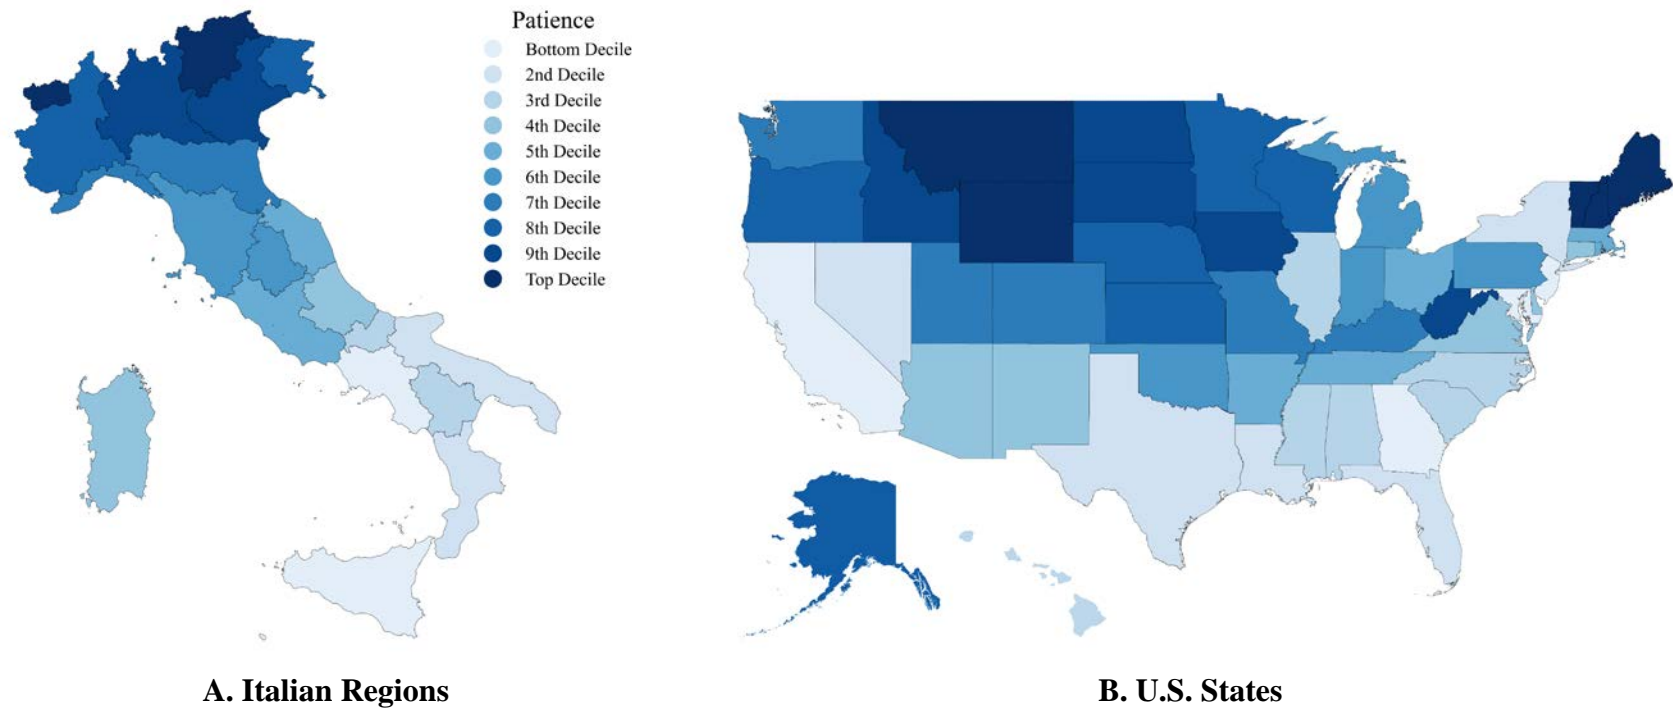 Patience
Bottom Decile
2nd Decile
3rd Decile
4th Decile
5th Decile
6th Decile
7th Decile
8th Decile
9th Decile
Top Decile
A. Italian Regions
B. U.S. States